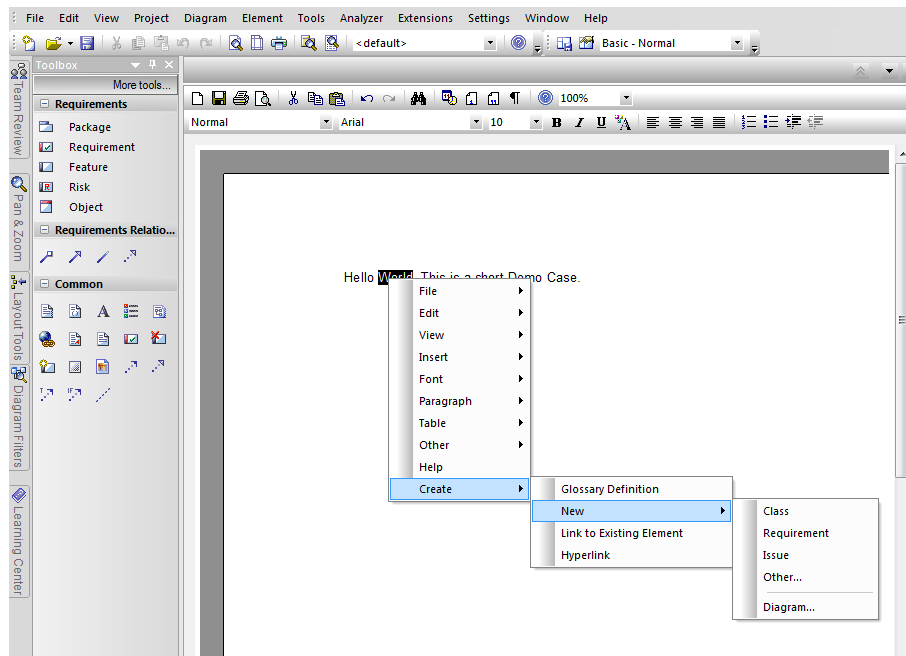 File Edit View Project Diagram Element Tools Analyzer Extensions Settings Window Help
<default>
Basic - Normal
Toolbox
More tools...
Requirements
Package
Requirement
Feature
Risk
Object
Requirements Relatio...
Common
Team Review
Pan & Zoom
Layout Tools
Diagram Filters
Learning Center
100%
Normal Arial 10 B I U
Hello World. This is a short Demo Case.
File
Edit
View
Insert
Font
Paragraph
Table
Other
Help
Create
Glossary Definition
New
Link to Existing Element
Hyperlink
Class
Requirement
Issue
Other...
Diagram...